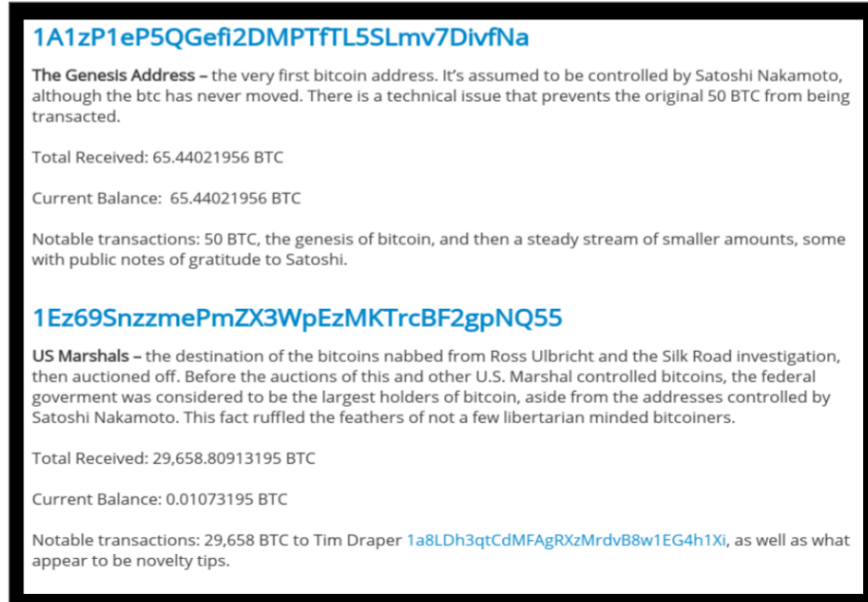 1A1zP1eP5QGefi2DMPTfTL5SLmv7DivfNa
The Genesis Address – the very first bitcoin address. It's assumed to be controlled by Satoshi Nakamoto,
although the btc has never moved. There is a technical issue that prevents the original 50 BTC from being
transacted.
Total Received: 65.44021956 BTC
Current Balance: 65.44021956 BTC
Notable transactions: 50 BTC, the genesis of bitcoin, and then a steady stream of smaller amounts, some
with public notes of gratitude to Satoshi.
1Ez69SnzzmePmZX3WpEzMKTrcBF2gpNQ55
US Marshals – the destination of the bitcoins nabbed from Ross Ulbricht and the Silk Road investigation,
then auctioned off. Before the auctions of this and other U.S. Marshal controlled bitcoins, the federal
goverment was considered to be the largest holders of bitcoin, aside from the addresses controlled by
Satoshi Nakamoto. This fact ruffled the feathers of not a few libertarian minded bitcoiners.
Total Received: 29,658.80913195 BTC
Current Balance: 0.01073195 BTC
Notable transactions: 29,658 BTC to Tim Draper 1a8LDh3qtCdMFAgRXzMrdvB8w1EG4h1Xi, as well as what
appear to be novelty tips.